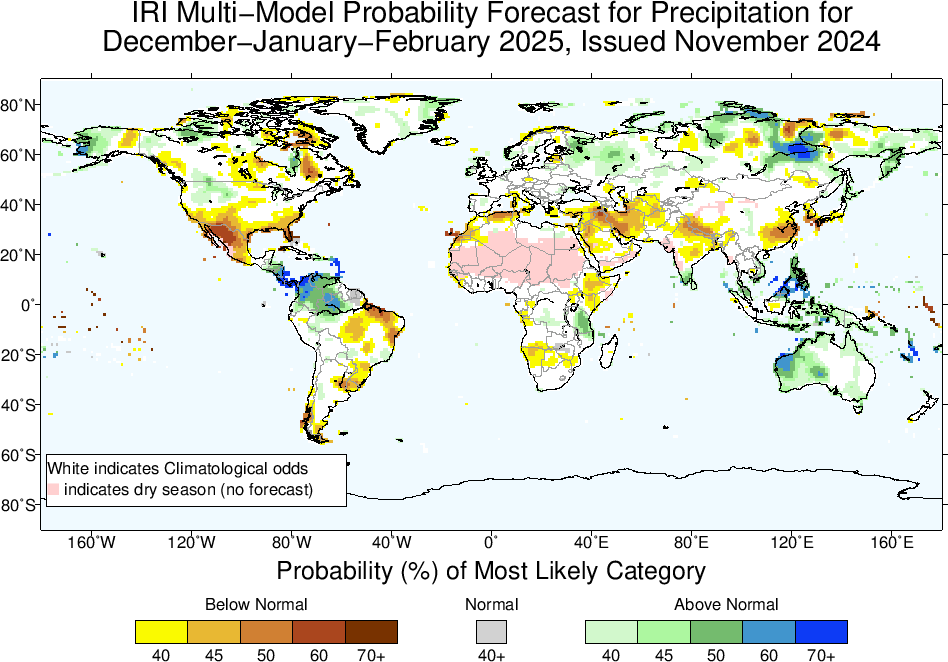 IRI Multi−Model Probability Forecast for Precipitation for
December−January−February 2025, Issued November 2024
80˚N
60˚N
40˚N
20˚N
0˚
20˚S
40˚S
60˚S
80˚S
White indicates Climatological odds
indicates dry season (no forecast)
160˚W 120˚W 80˚W 40˚W 0˚ 40˚E 80˚E 120˚E 160˚E
Probability (%) of Most Likely Category
Below Normal Normal Above Normal
40 45 50 60 70+ 40+ 40 45 50 60 70+